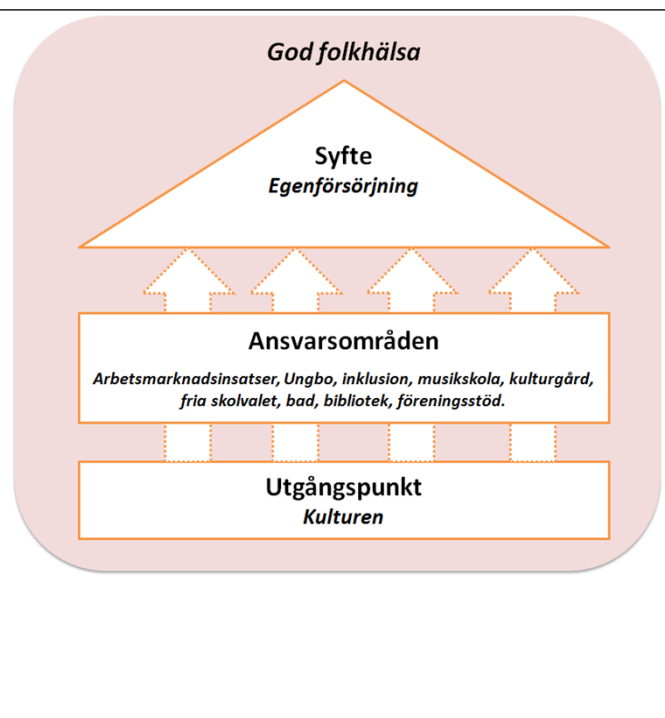 God folkhälsa
Syfte
Egenförsörjning
Ansvarsområden
Arbetsmarknadsinsatser, Ungbo, inklusion, musikskola, kulturgård,
fria skolvalet, bad, bibliotek, föreningsstöd.
Utgångspunkt
Kulturen